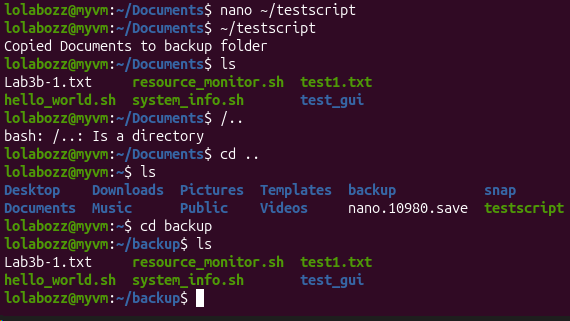 lolabozz@myvm:~/Documents$ nano ~/testscript
lolabozz@myvm:~/Documents$ ~/testscript
Copied Documents to backup folder
lolabozz@myvm:~/Documents$ ls
Lab3b-1.txt     resource_monitor.sh  test1.txt
hello_world.sh  system_info.sh       test_gui
lolabozz@myvm:~/Documents$ /..
bash: /..: Is a directory
lolabozz@myvm:~/Documents$ cd ..
lolabozz@myvm:~$ ls
Desktop    Downloads  Pictures  Templates  backup           snap
Documents  Music      Public    Videos     nano.10980.save  testscript
lolabozz@myvm:~$ cd backup
lolabozz@myvm:~/backup$ ls
Lab3b-1.txt     resource_monitor.sh  test1.txt
hello_world.sh  system_info.sh       test_gui
lolabozz@myvm:~/backup$